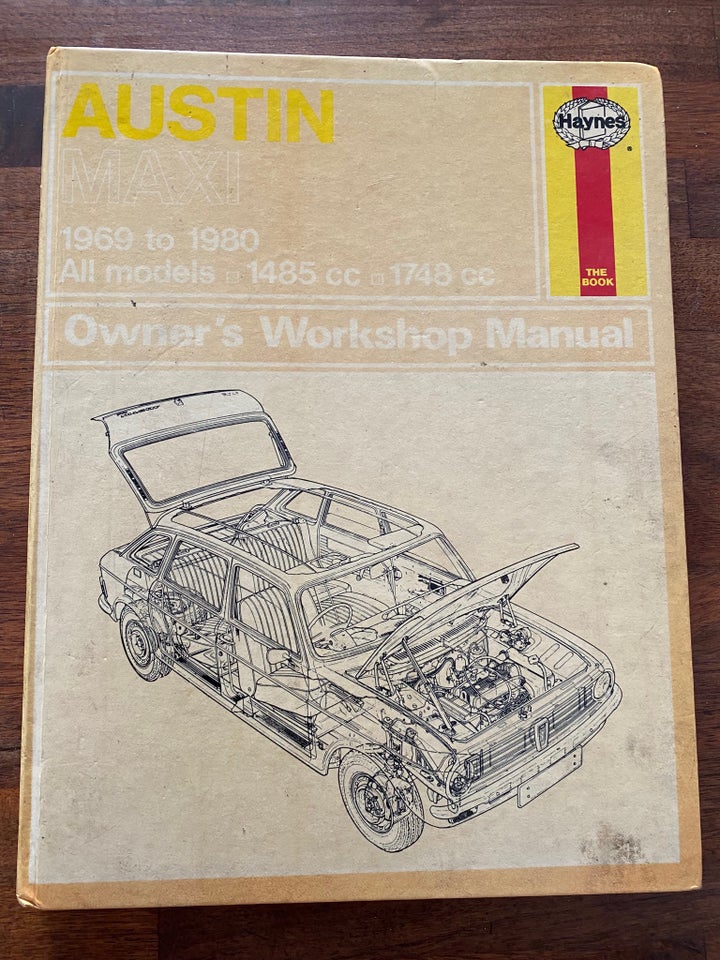 AUSTIN
MAXI
1969 to 1980
All models 1485 cc 1748 cc
Haynes
®
THE
BOOK
Owner's Workshop Manual